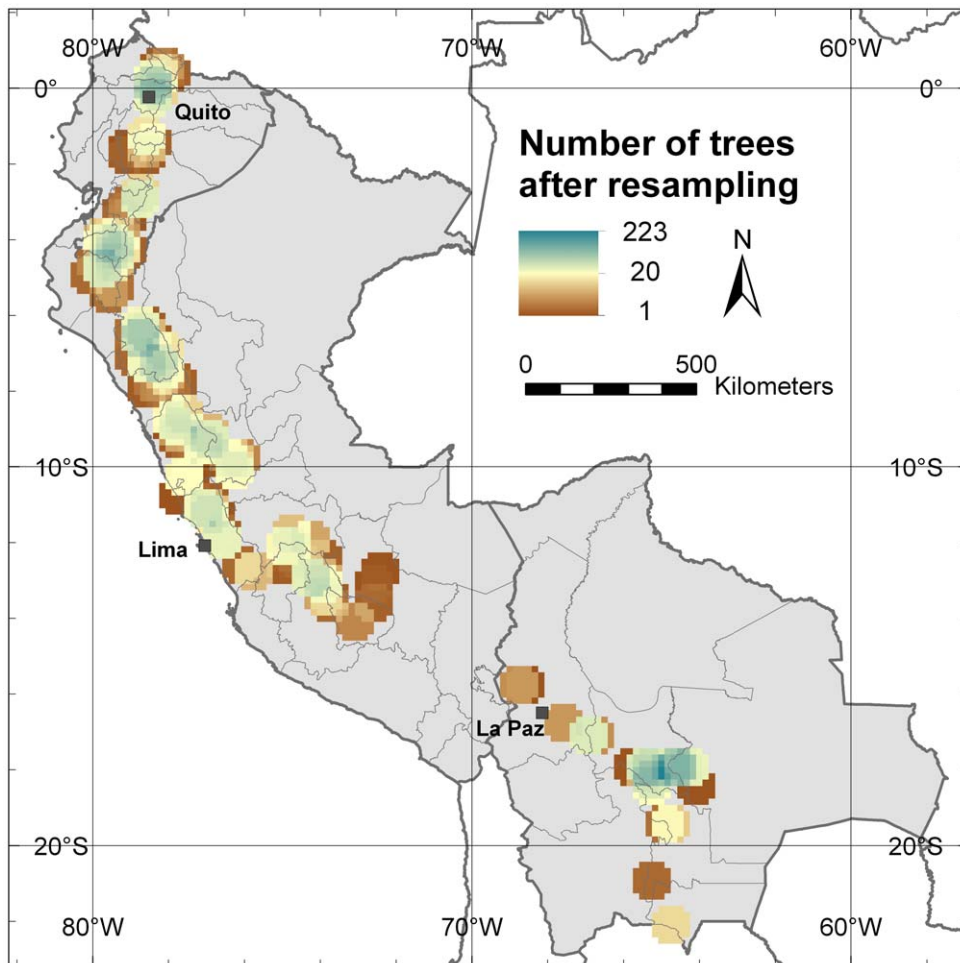 80°W 70°W 60°W
0° 0°
Quito
Number of trees
after resampling
223
20
1
N
0 500
Kilometers
10°S 10°S
Lima
La Paz
20°S 20°S
80°W 70°W 60°W